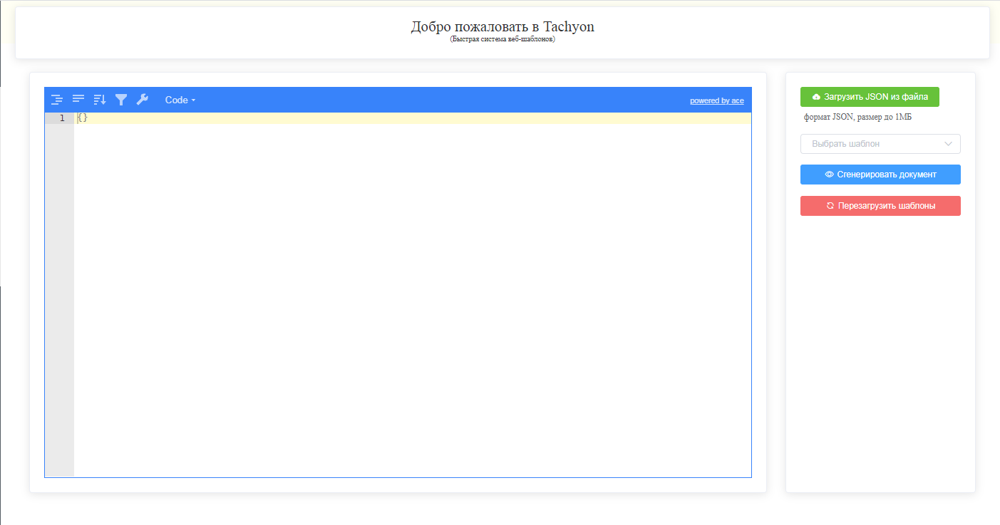 Добро пожаловать в Tachyon
(Быстрая система веб-шаблонов)
Code
powered by ace
1 {}
Загрузить JSON из файла
формат JSON, размер до 1МБ
Выбрать шаблон
Сгенерировать документ
Перезагрузить шаблоны